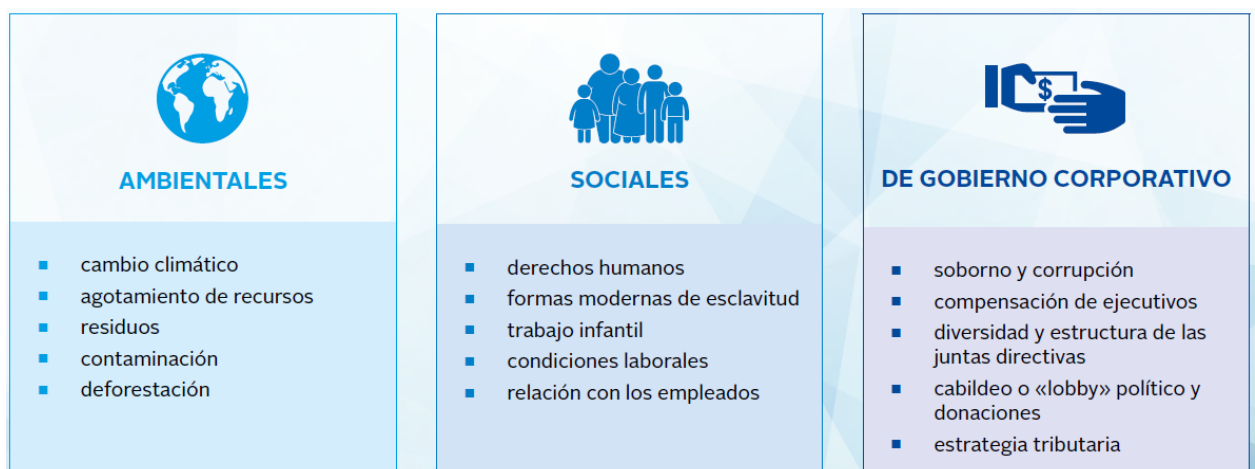 AMBIENTALES
cambio climático
agotamiento de recursos
residuos
contaminación
deforestación
SOCIALES
derechos humanos
formas modernas de esclavitud
trabajo infantil
condiciones laborales
relación con los empleados
$
DE GOBIERNO CORPORATIVO
soborno y corrupción
compensación de ejecutivos
diversidad y estructura de las
juntas directivas
cabildeo o «lobby» político y
donaciones
estrategia tributaria